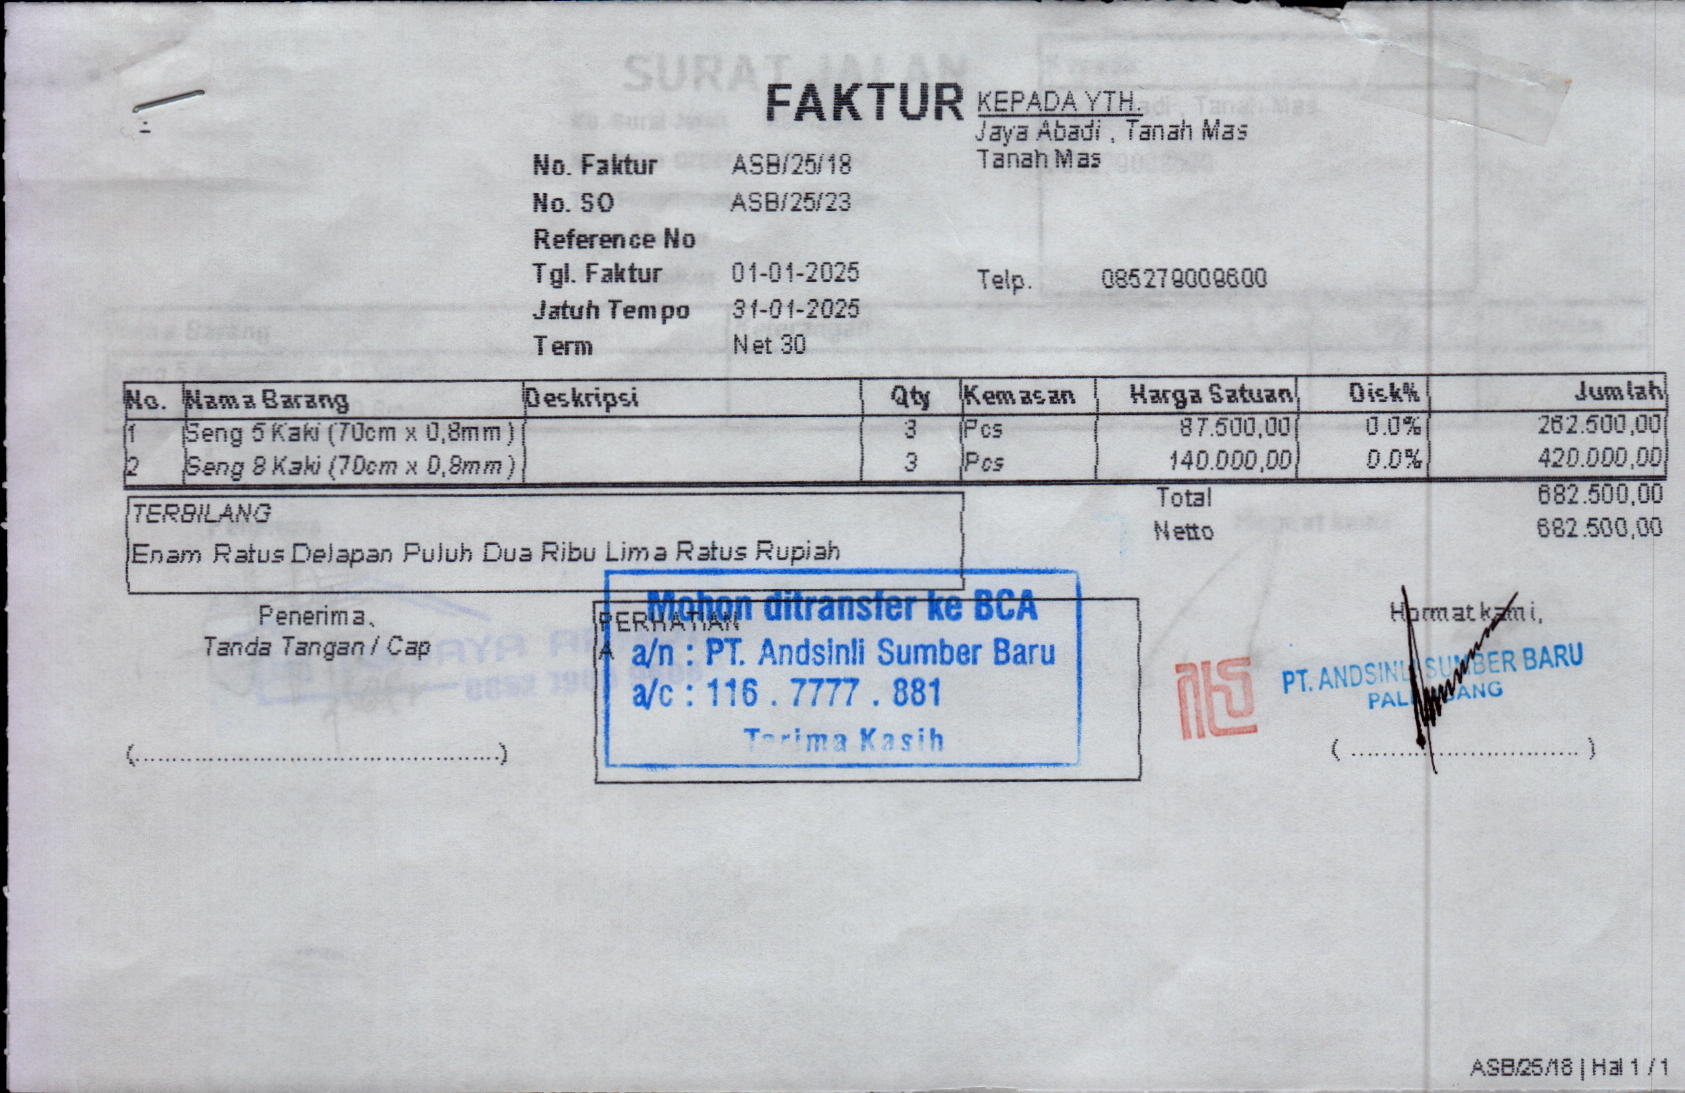 FAKTUR
KEPADA YTH.
Jaya Abadi , Tanah Mas
Tanah Mas
No. Faktur ASB/25/18
No. SO ASB/25/23
Reference No
Tgl. Faktur 01-01-2025
Telp. 085279009600
Jatuh Tempo 31-01-2025
Term Net 30
No. Nama Barang Deskripsi Qty Kemasan Harga Satuan Disk% Jumlah
1 Seng 5 Kaki (70cm x 0,8mm) 3 Pcs 87.500,00 0.0% 262.500,00
2 Seng 8 Kaki (70cm x 0,8mm) 3 Pcs 140.000,00 0.0% 420.000,00
Total 682.500,00
Netto 682.500,00
TERBILANG
Enam Ratus Delapan Puluh Dua Ribu Lima Ratus Rupiah
Penerima,
Tanda Tangan / Cap
(..............................................)
PERHATIAN
A
Mohon ditransfer ke BCA
a/n : PT. Andsinli Sumber Baru
a/c : 116 . 7777 . 881
Terima Kasih
Hormat kami,
PT. ANDSINLI SUMBER BARU
PALEMBANG
( ............................. )
ASB/25/18 | Hal 1 / 1